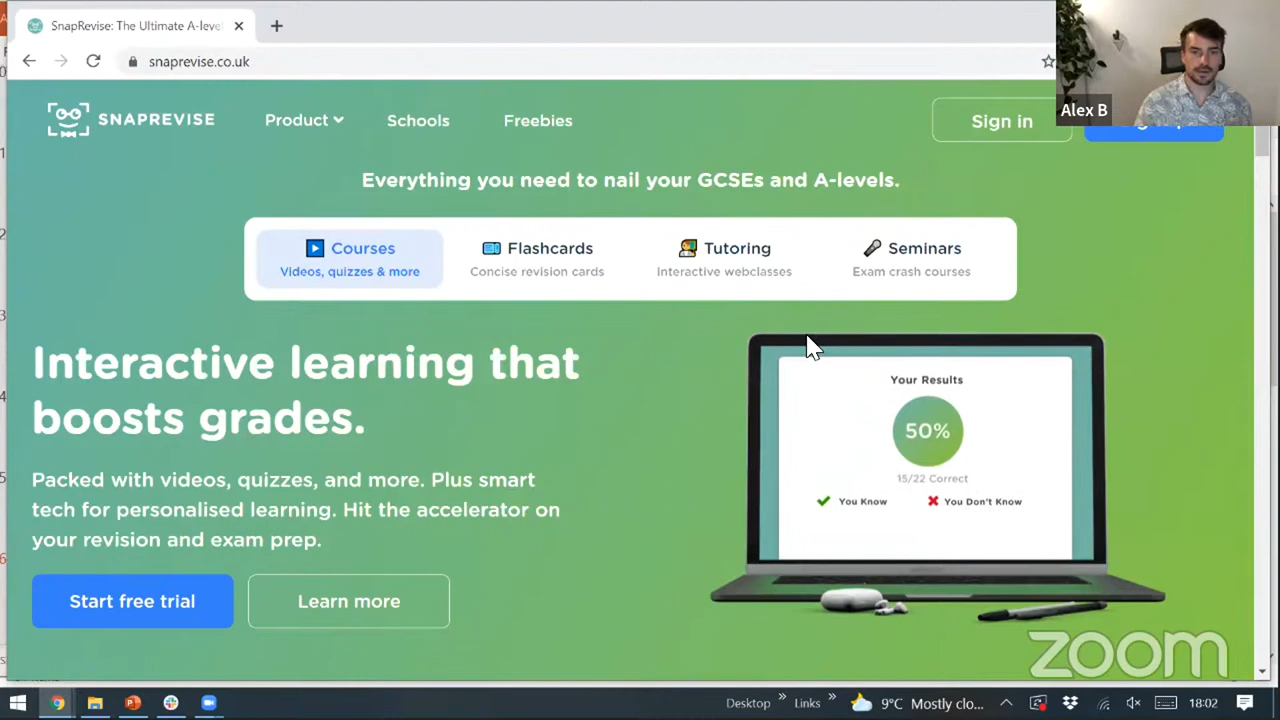 SnapRevise: The Ultimate A-leve
snaprevise.co.uk
Alex B
SNAPREVISE
Product
Schools
Freebies
Sign in
Everything you need to nail your GCSEs and A-levels.
Courses
Videos, quizzes & more
Flashcards
Concise revision cards
Tutoring
Interactive webclasses
Seminars
Exam crash courses
Interactive learning that
boosts grades.
Your Results
50%
15/22 Correct
You Know
You Don't Know
Packed with videos, quizzes, and more. Plus smart
tech for personalised learning. Hit the accelerator on
your revision and exam prep.
Start free trial
Learn more
zoom
Desktop
Links
9°C Mostly clo...
18:02